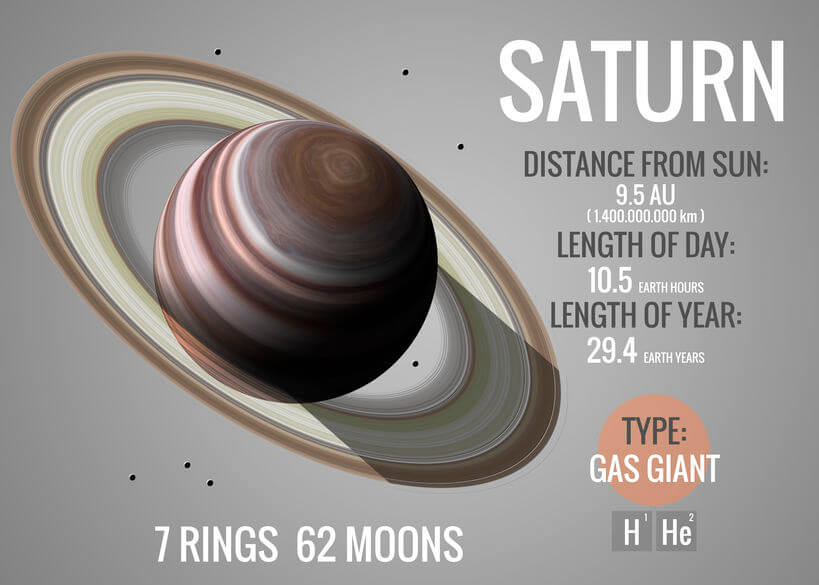 SATURN
DISTANCE FROM SUN:
9.5 AU
( 1.400.000.000 km )
LENGTH OF DAY:
10.5 EARTH HOURS
LENGTH OF YEAR:
29.4 EARTH YEARS
TYPE:
GAS GIANT
H 1 He 2
7 RINGS 62 MOONS